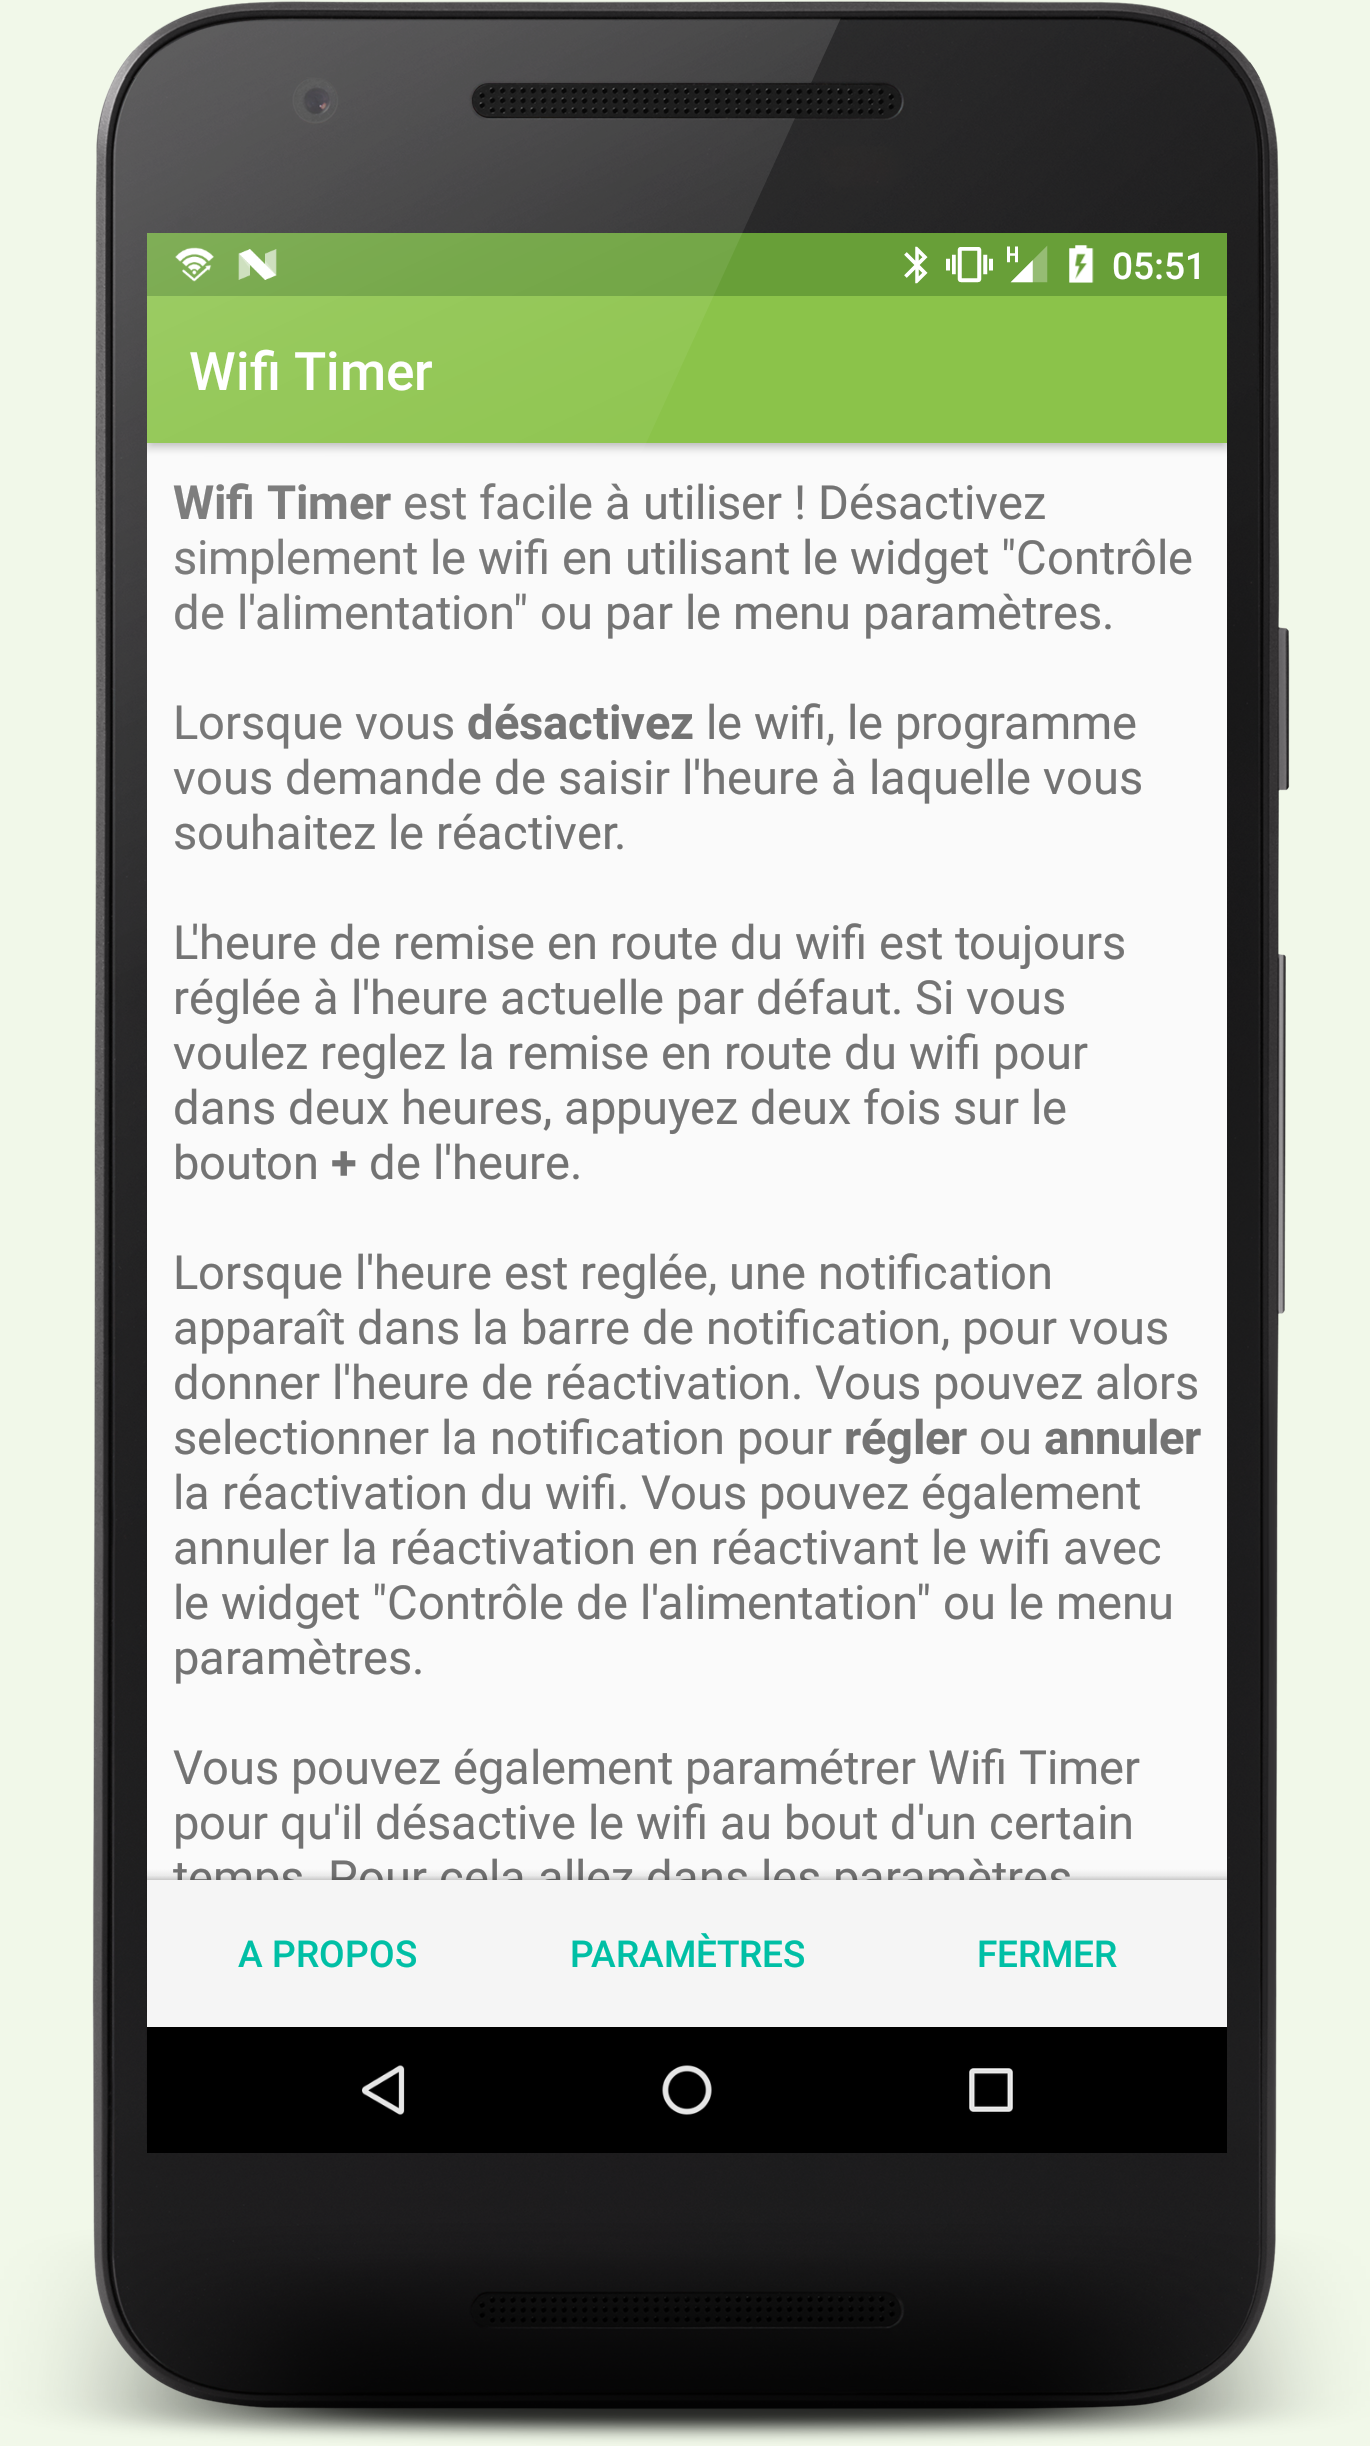 H
05:51
Wifi Timer
Wifi Timer est facile à utiliser ! Désactivez
simplement le wifi en utilisant le widget "Contrôle
de l'alimentation" ou par le menu paramètres.
Lorsque vous désactivez le wifi, le programme
vous demande de saisir l'heure à laquelle vous
souhaitez le réactiver.
L'heure de remise en route du wifi est toujours
réglée à l'heure actuelle par défaut. Si vous
voulez reglez la remise en route du wifi pour
dans deux heures, appuyez deux fois sur le
bouton + de l'heure.
Lorsque l'heure est reglée, une notification
apparaît dans la barre de notification, pour vous
donner l'heure de réactivation. Vous pouvez alors
selectionner la notification pour régler ou annuler
la réactivation du wifi. Vous pouvez également
annuler la réactivation en réactivant le wifi avec
le widget "Contrôle de l'alimentation" ou le menu
paramètres.
Vous pouvez également paramétrer Wifi Timer
pour qu'il désactive le wifi au bout d'un certain
temps. Pour cela allez dans les paramètres
A PROPOS
PARAMÈTRES
FERMER